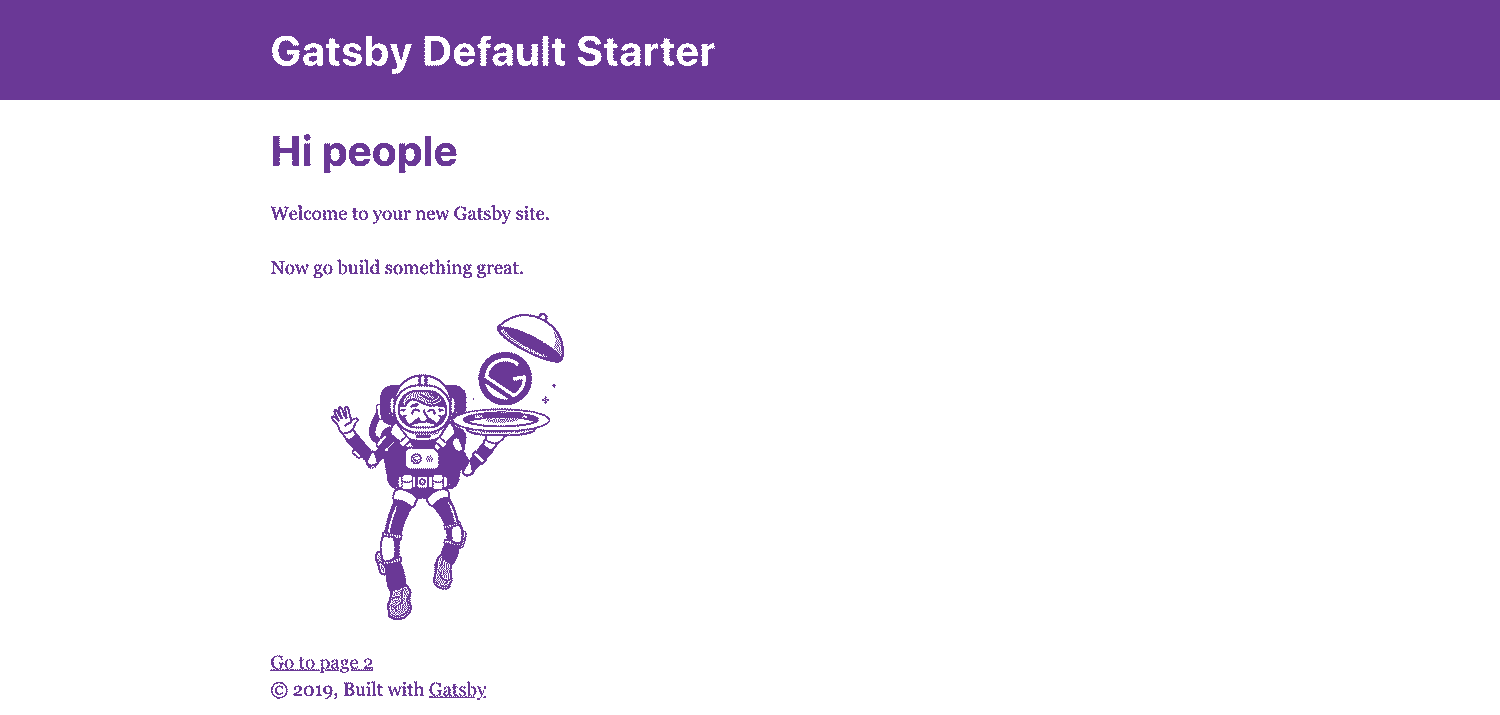 Gatsby Default Starter
Hi people
Welcome to your new Gatsby site.
Now go build something great.
G
Go to page 2
© 2019, Built with Gatsby